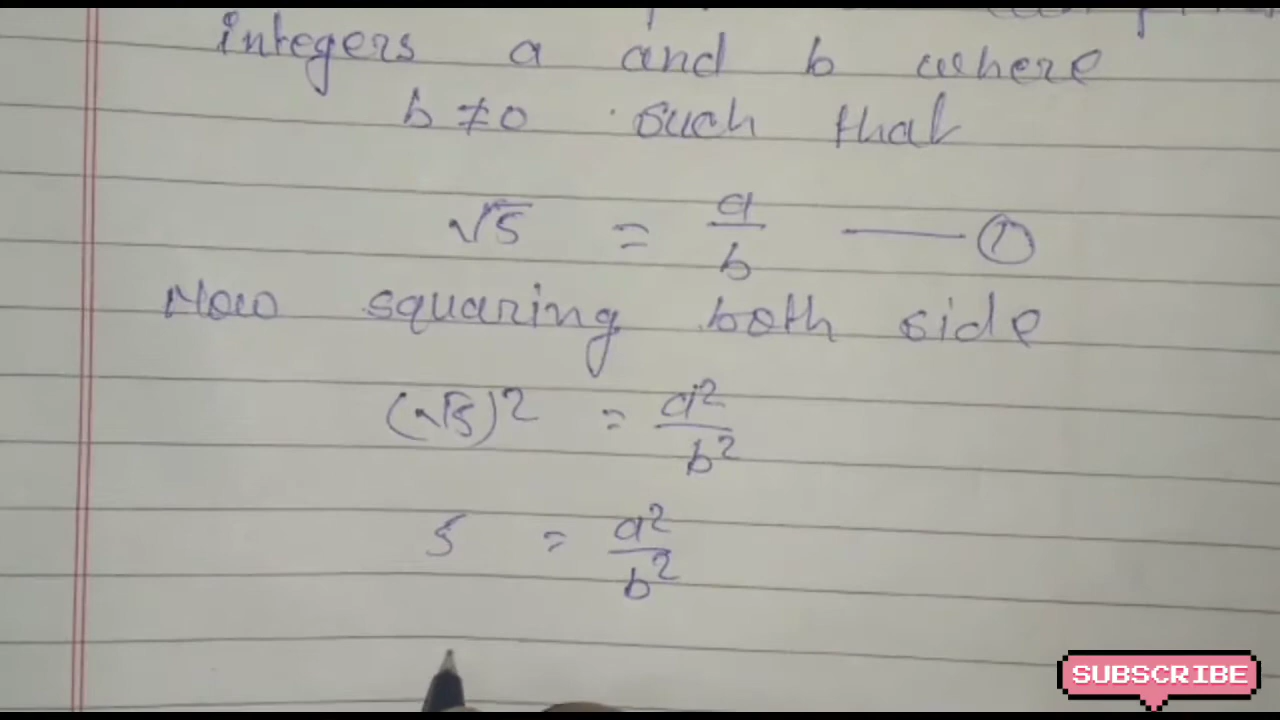 integers a and b where
b ≠ 0 such that
√5 = a/b —— ①
Now squaring both side
(√5)² = a²/b²
5 = a²/b²
SUBSCRIBE